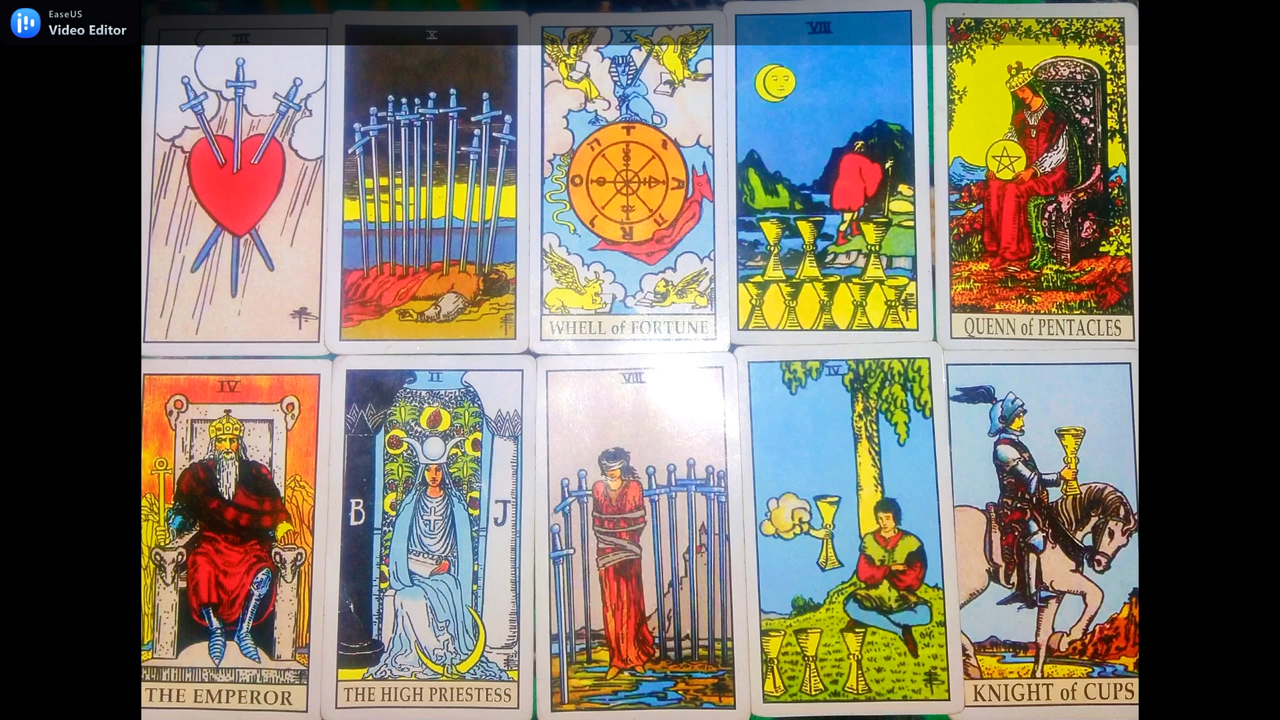 EaseUS
Video Editor
III
X
X
VIII
WHELL of FORTUNE
QUENN of PENTACLES
IV
II
VIII
IV
B
J
THE EMPEROR
THE HIGH PRIESTESS
KNIGHT of CUPS